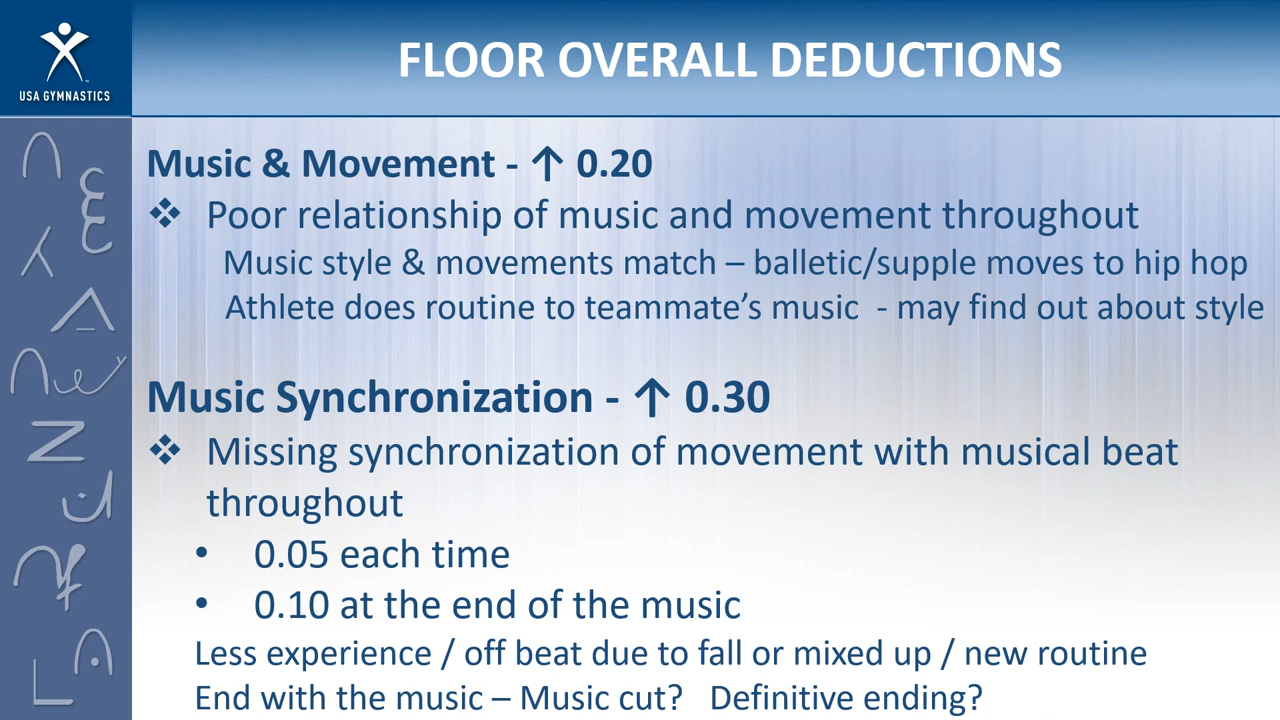 USA GYMNASTICS
FLOOR OVERALL DEDUCTIONS
Music & Movement - ↑ 0.20
❖ Poor relationship of music and movement throughout
Music style & movements match – balletic/supple moves to hip hop
Athlete does routine to teammate’s music - may find out about style
Music Synchronization - ↑ 0.30
❖ Missing synchronization of movement with musical beat
throughout
• 0.05 each time
• 0.10 at the end of the music
Less experience / off beat due to fall or mixed up / new routine
End with the music – Music cut? Definitive ending?